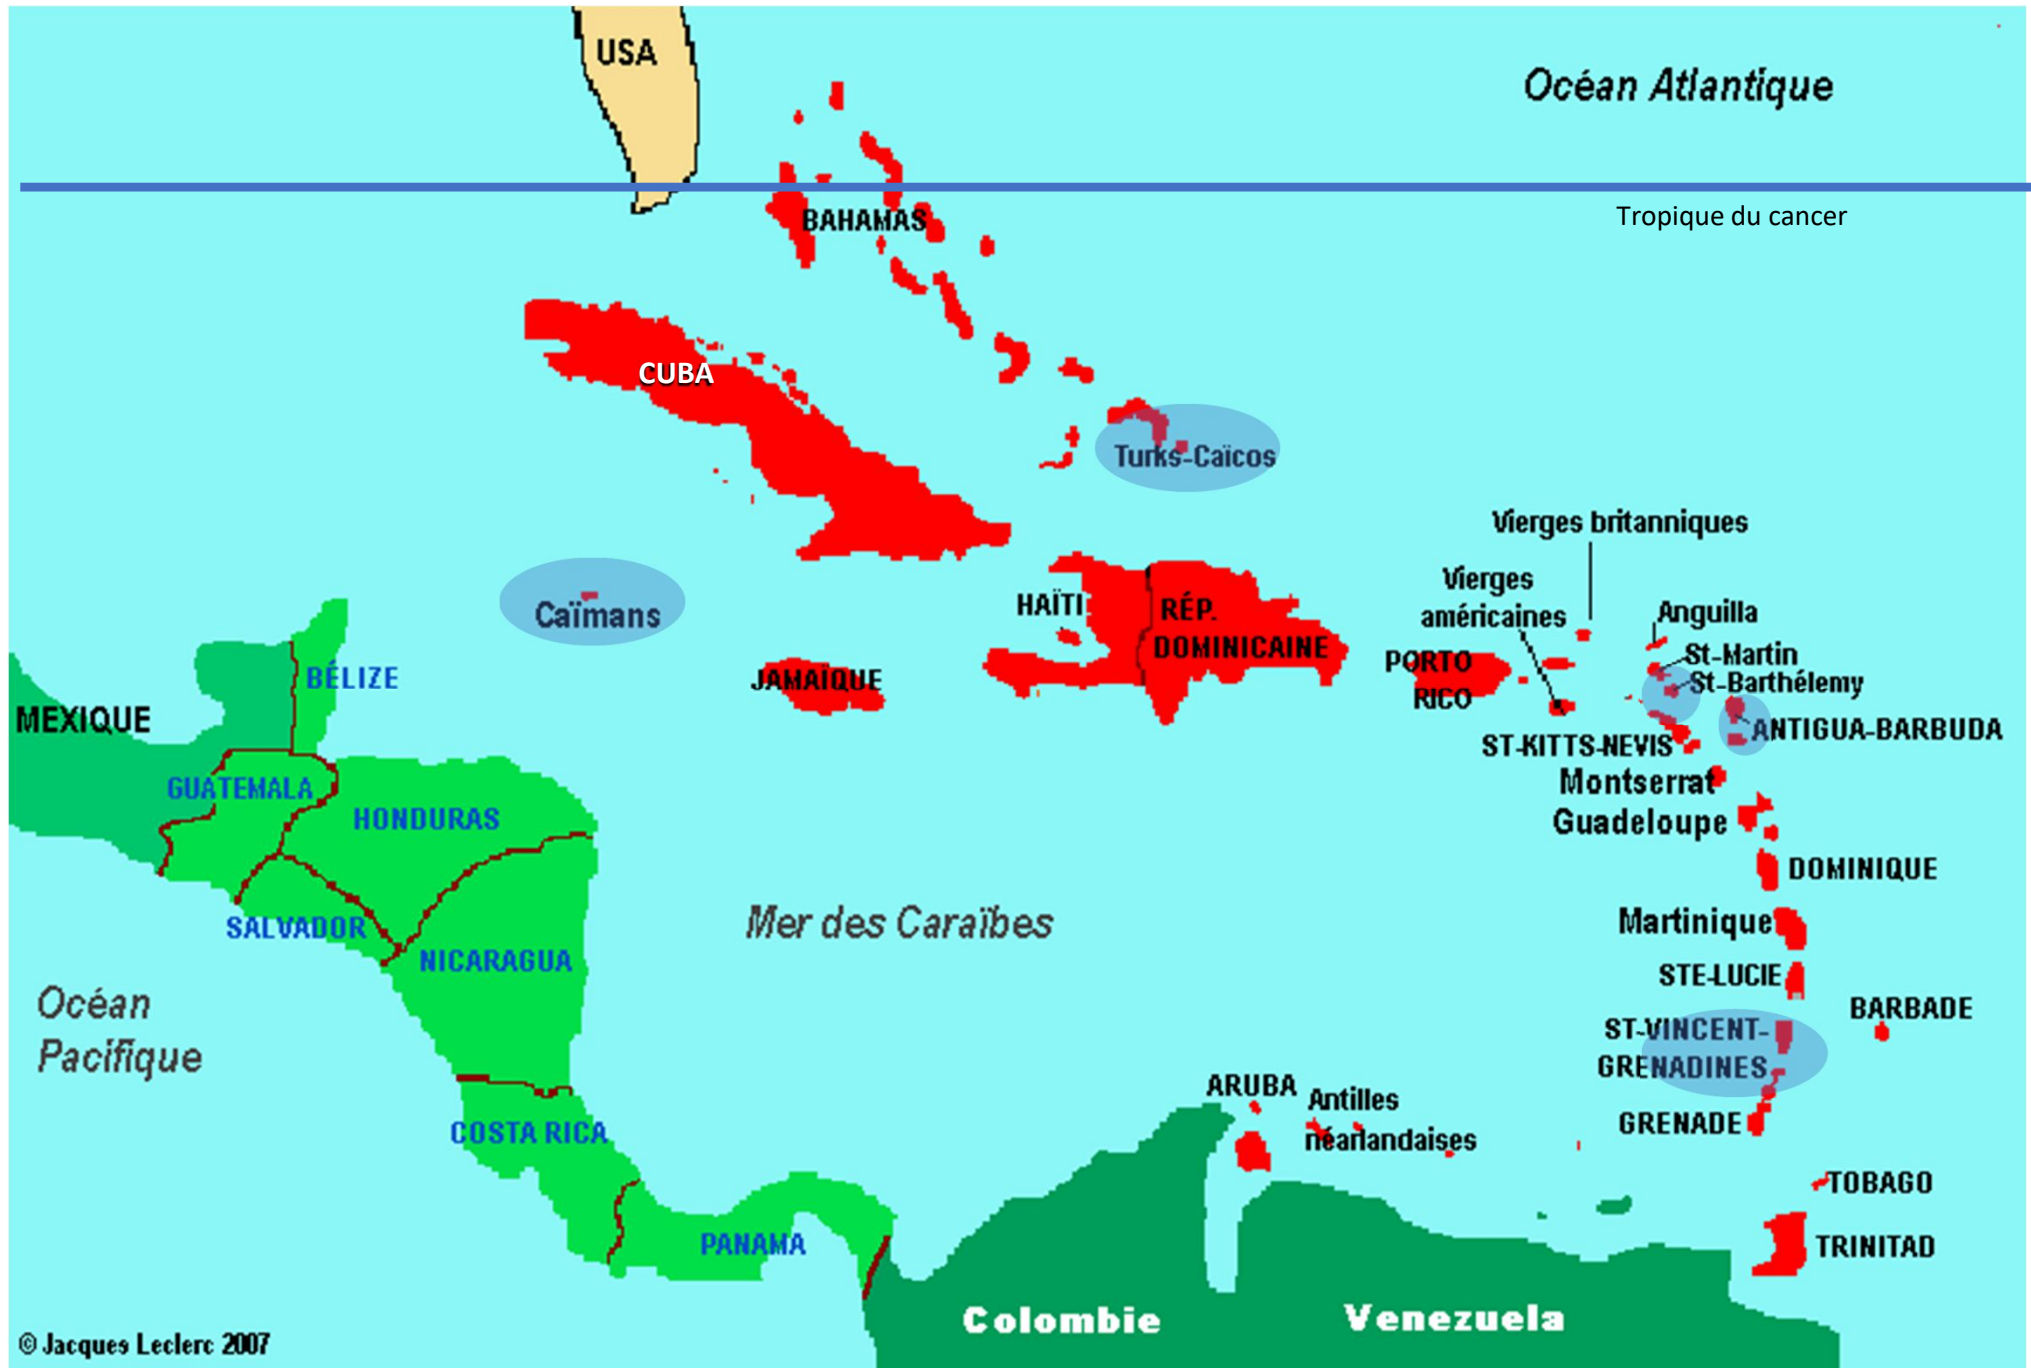 USA
Océan Atlantique
Tropique du cancer
BAHAMAS
CUBA
Turks-Caïcos
Vierges britanniques
Vierges
américaines
Anguilla
St-Martin
St-Barthélemy
ANTIGUA-BARBUDA
Caïmans
HAÏTI
RÉP.
DOMINICAINE
PORTO
RICO
JAMAÏQUE
BÉLIZE
MEXIQUE
ST-KITTS-NEVIS
Montserrat
Guadeloupe
GUATEMALA
HONDURAS
DOMINIQUE
Martinique
Mer des Caraïbes
SALVADOR
NICARAGUA
STE-LUCIE
BARBADE
Océan
Pacifique
ST-VINCENT-
GRENADINES
ARUBA
Antilles
néarlandaises
GRENADE
COSTA RICA
TOBAGO
PANAMA
TRINITAD
Colombie
Venezuela
© Jacques Leclerc 2007